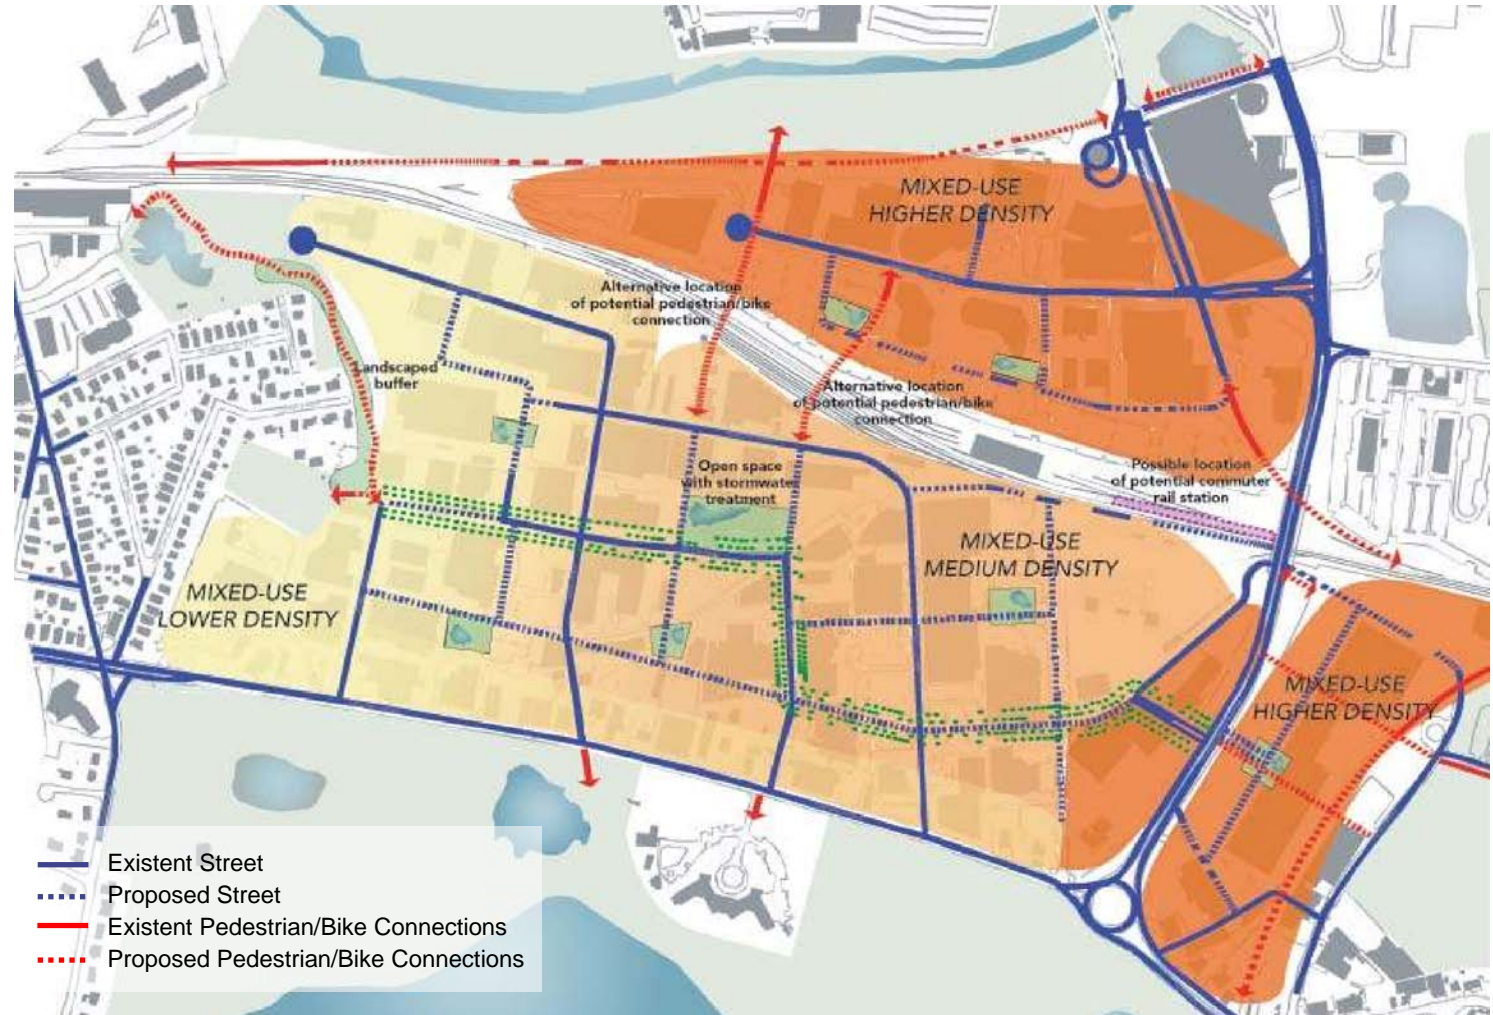 MIXED-USE
HIGHER DENSITY
Alternative location
of potential pedestrian/bike
connection
Landscaped
buffer
Alternative location
of potential pedestrian/bike
connection
Open space
with stormwater
treatment
Possible location
of potential commuter
rail station
MIXED-USE
MEDIUM DENSITY
MIXED-USE
LOWER DENSITY
MIXED-USE
HIGHER DENSITY
Existent Street
Proposed Street
Existent Pedestrian/Bike Connections
Proposed Pedestrian/Bike Connections